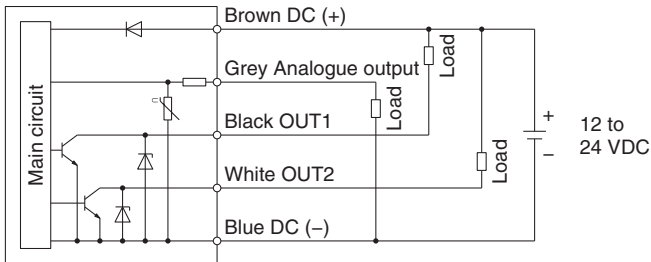 Brown DC (+)
Grey Analogue output
Black OUT1
White OUT2
Blue DC (−)
Main circuit
Load
Load
Load
+
−
12 to
24 VDC